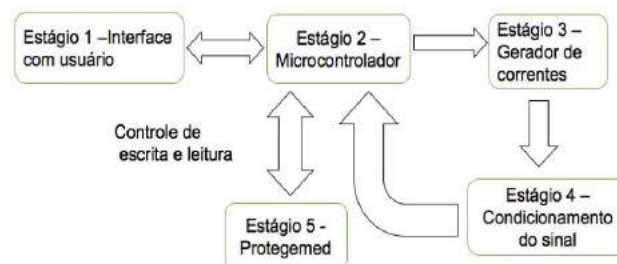 Estágio 1 –Interface
com usuário
Estágio 2 –
Microcontrolador
Estágio 3 –
Gerador de
correntes
Controle de
escrita e leitura
Estágio 5 -
Protegemed
Estágio 4 –
Condicionamento
do sinal